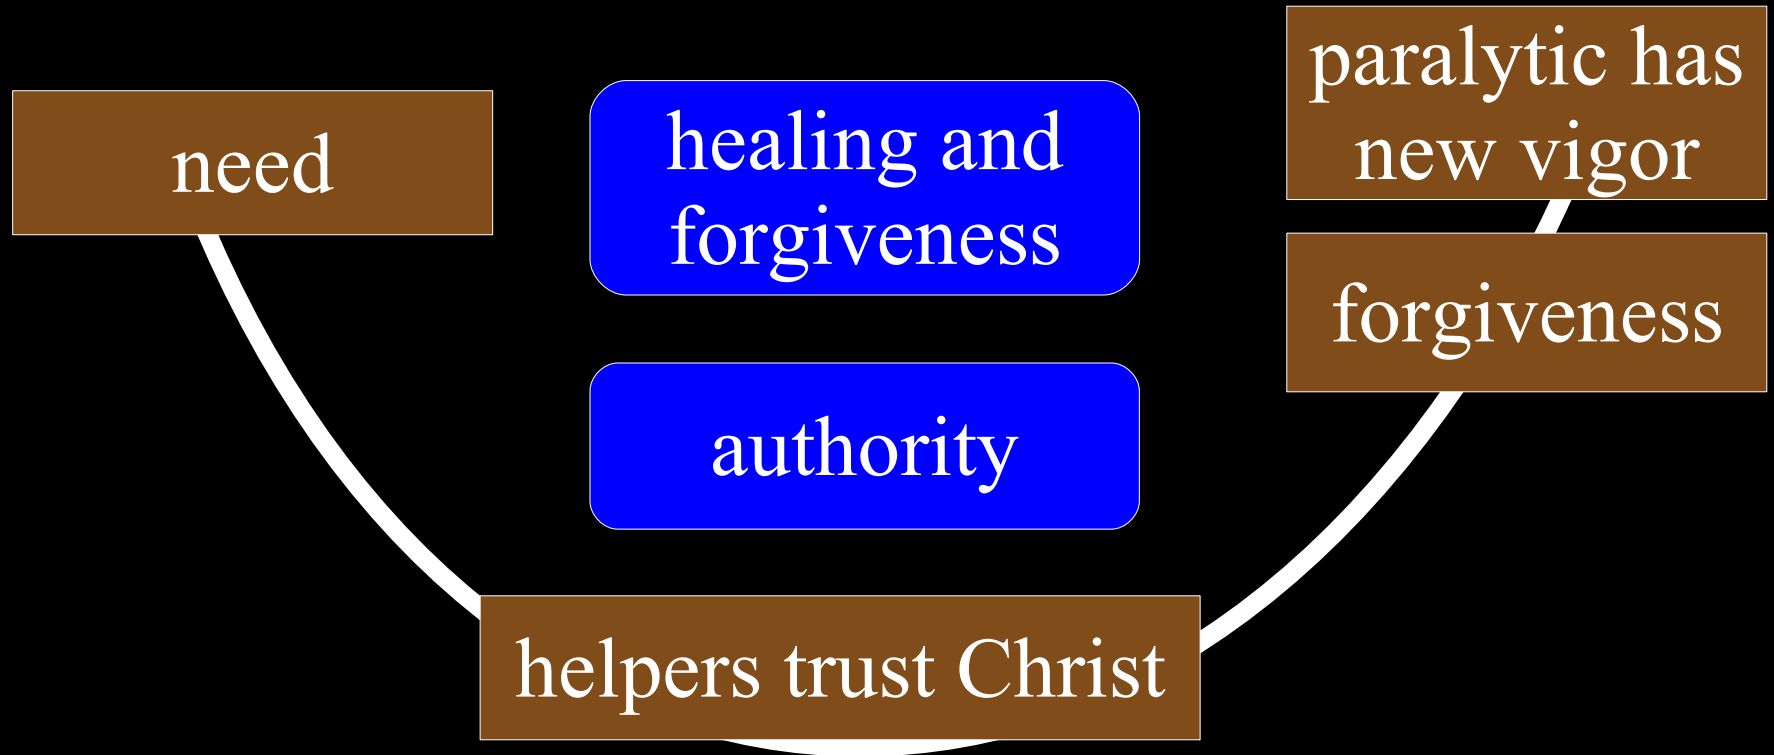 need
healing and
forgiveness
authority
helpers trust Christ
paralytic has
new vigor
forgiveness